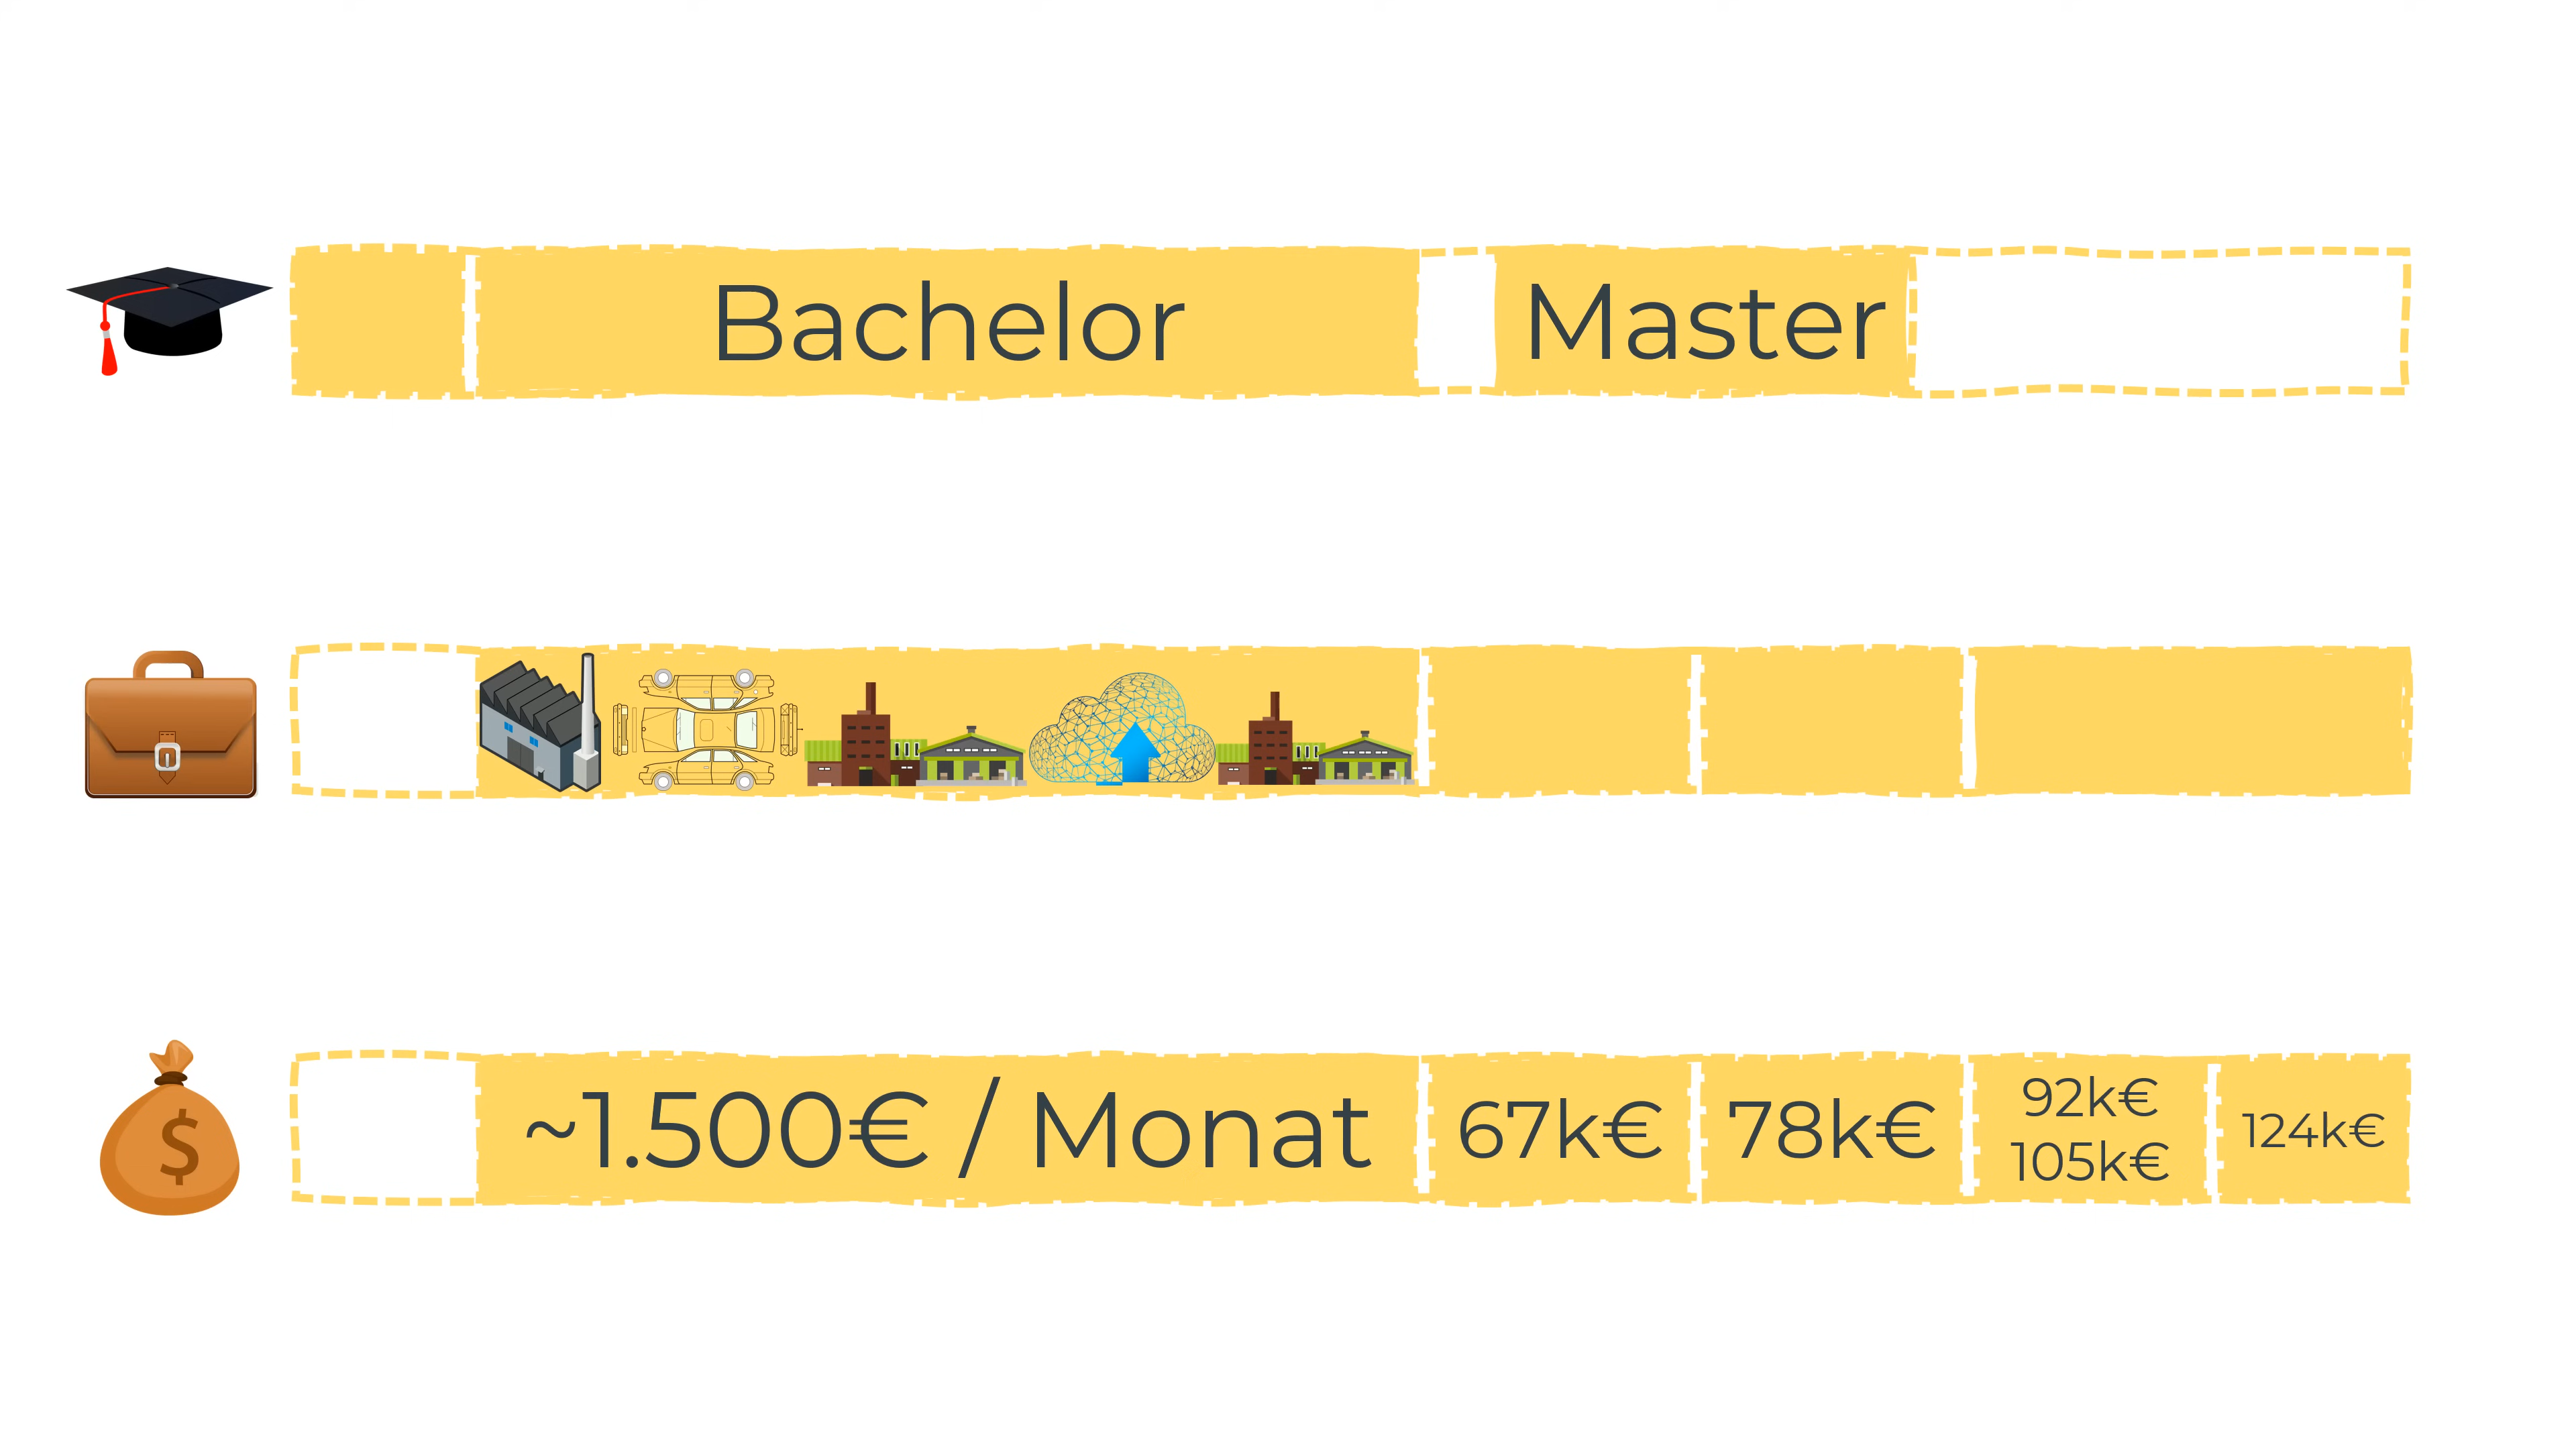 Bachelor
Master
$
~1.500€ / Monat
67k€
78k€
92k€
105k€
124k€